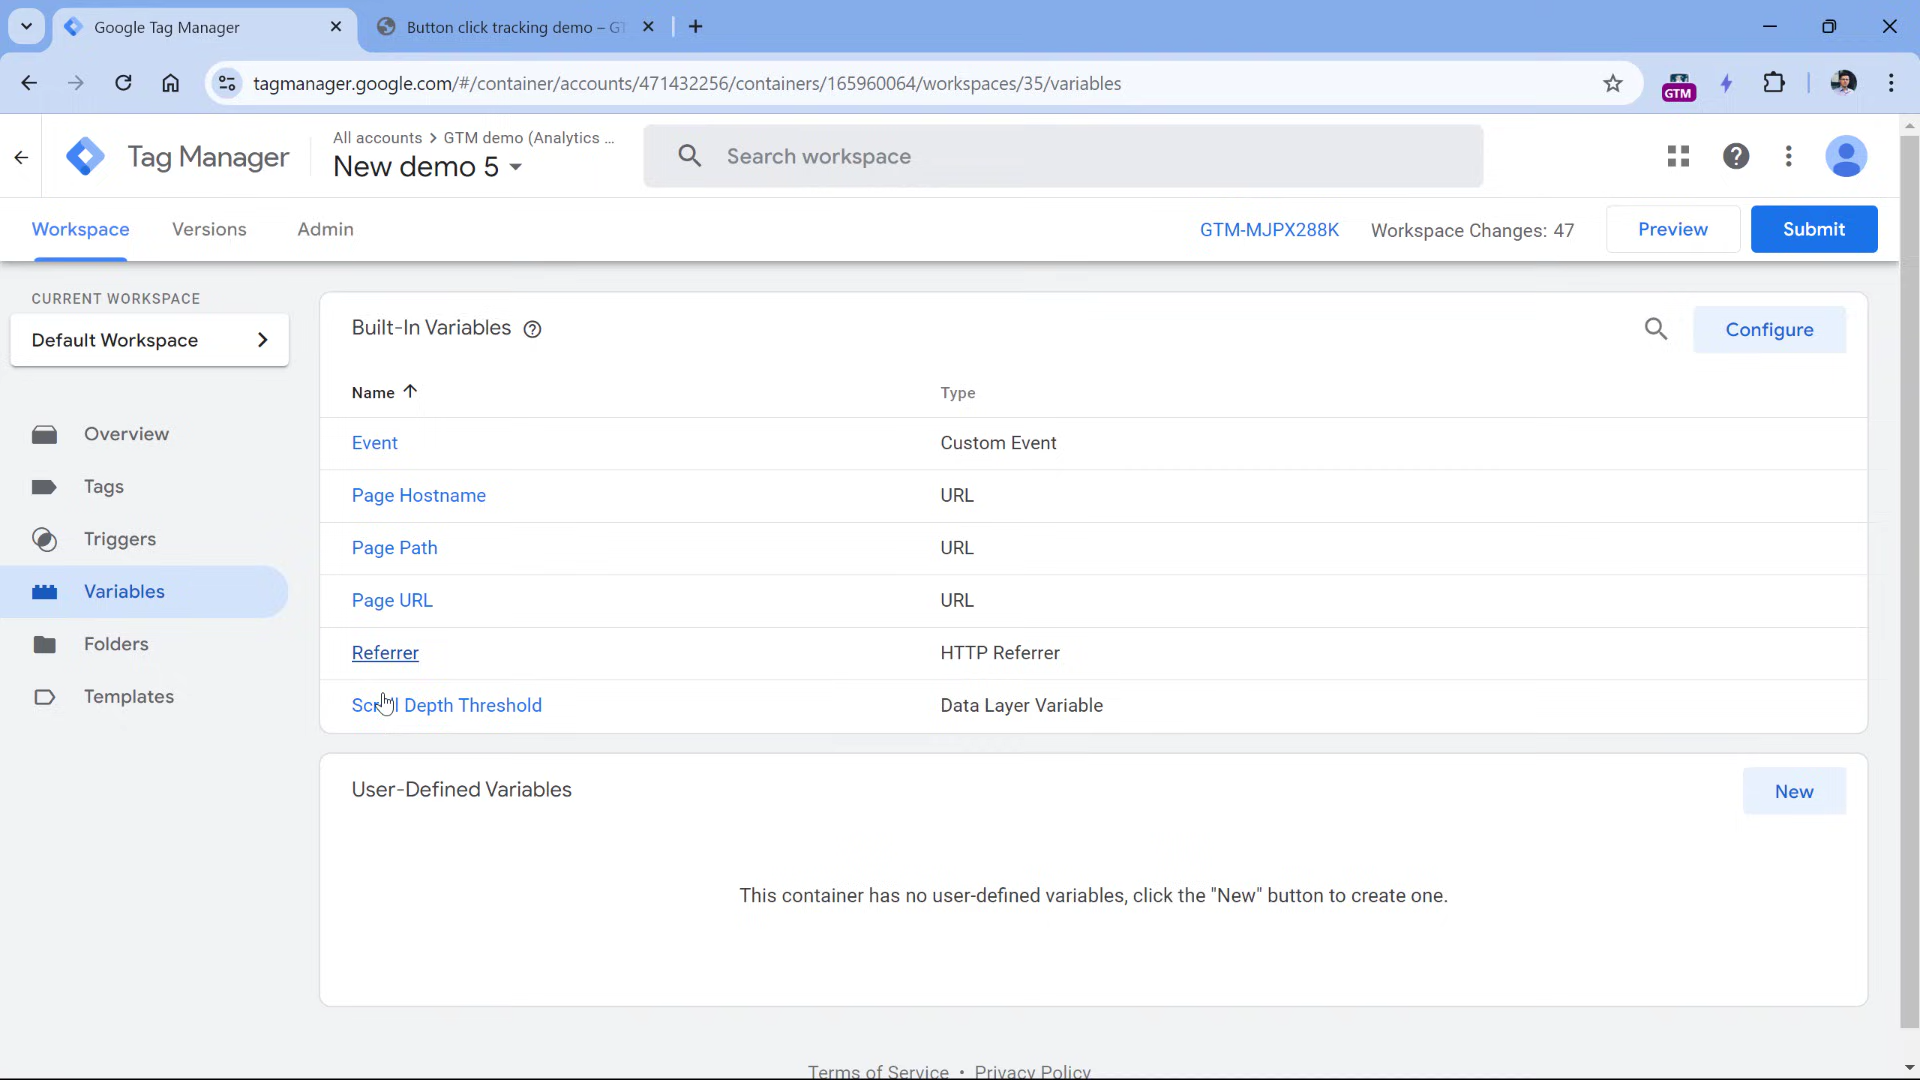 Google Tag Manager
Button click tracking demo – GT
tagmanager.google.com/#/container/accounts/471432256/containers/165960064/workspaces/35/variables
GTM
Tag Manager
All accounts > GTM demo (Analytics ...
New demo 5
Search workspace
Workspace
Versions
Admin
GTM-MJPX288K
Workspace Changes: 47
Preview
Submit
CURRENT WORKSPACE
Default Workspace
Overview
Tags
Triggers
Variables
Folders
Templates
Built-In Variables
Configure
Name
Type
Event
Custom Event
Page Hostname
URL
Page Path
URL
Page URL
URL
Referrer
HTTP Referrer
Scroll Depth Threshold
Data Layer Variable
User-Defined Variables
New
This container has no user-defined variables, click the "New" button to create one.
Terms of Service • Privacy Policy